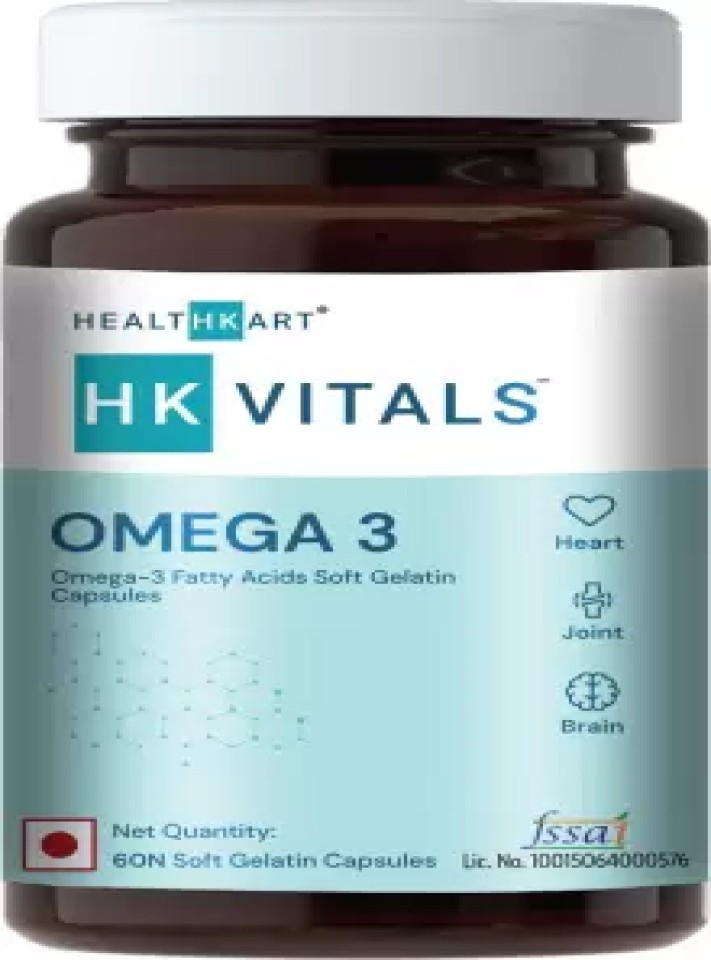 HEALTHKART®
HK VITALS™
OMEGA 3
Omega-3 Fatty Acids Soft Gelatin
Capsules
Heart
Joint
Brain
Net Quantity:
60N Soft Gelatin Capsules
fssai
Lic. No. 10015064000576